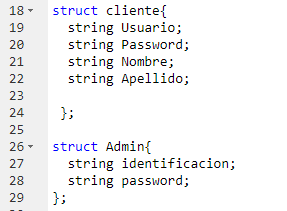 18 struct cliente{
19 string Usuario;
20 string Password;
21 string Nombre;
22 string Apellido;
23
24 };
25
26 struct Admin{
27 string identificacion;
28 string password;
29 };